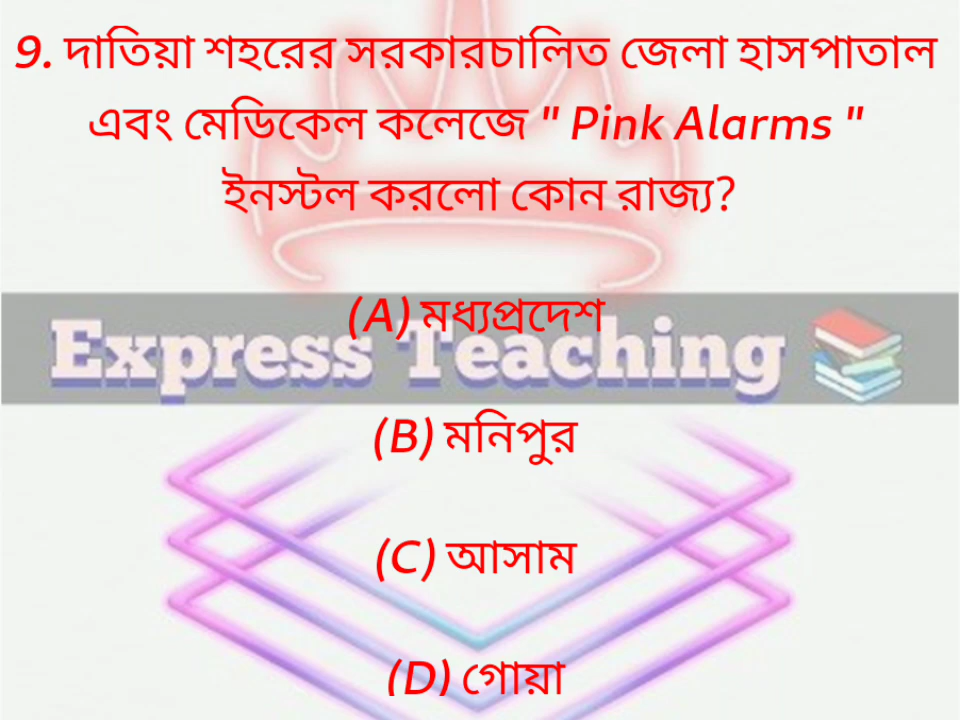 9. দাতিয়া শহরের সরকারচালিত জেলা হাসপাতাল
এবং মেডিকেল কলেজে " Pink Alarms "
ইনস্টল করলো কোন রাজ্য?
(A) মধ্যপ্রদেশ
Express Teaching
(B) মনিপুর
(C) আসাম
(D) গোয়া